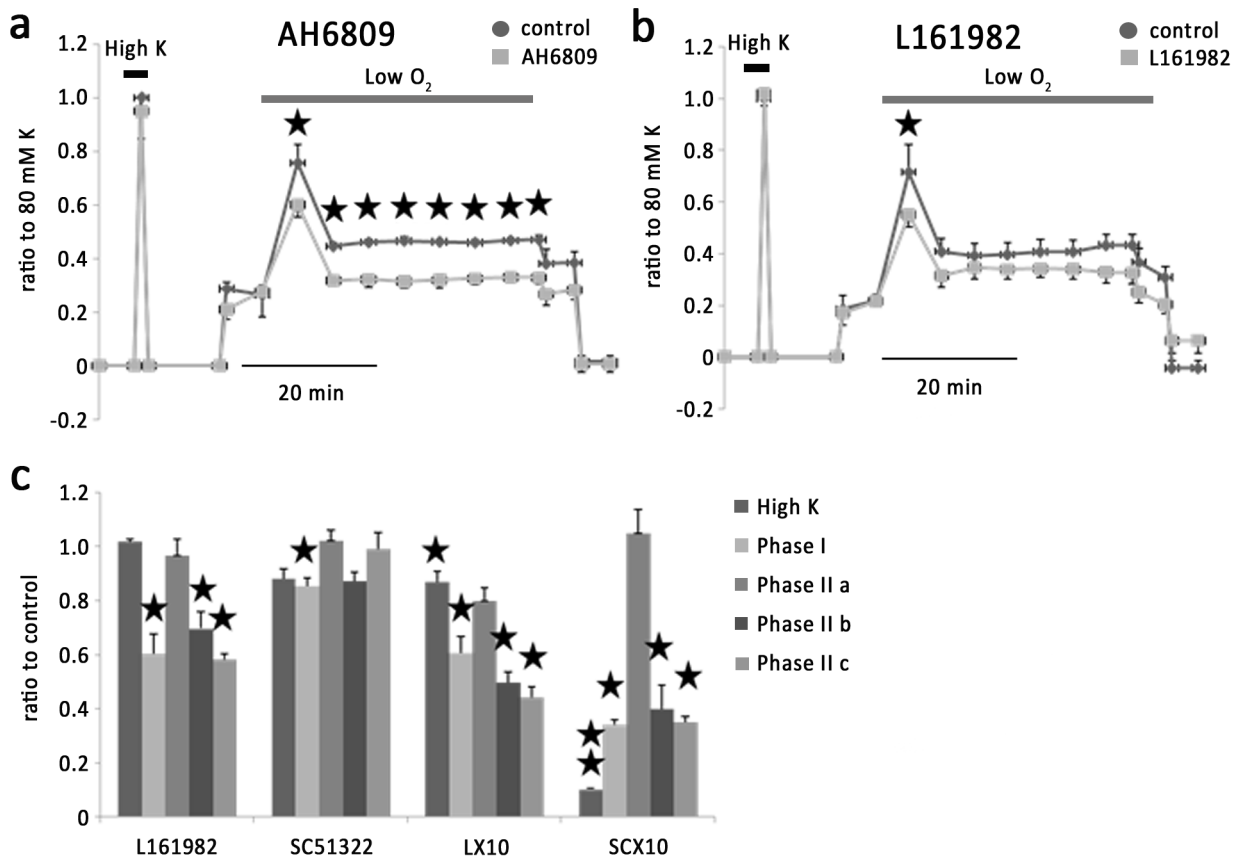 a
AH6809
control
AH6809
High K
Low O2
ratio to 80 mM K
1.2
1.0
0.8
0.6
0.4
0.2
0
-0.2
20 min
b
L161982
control
L161982
High K
Low O2
ratio to 80 mM K
1.2
1.0
0.8
0.6
0.4
0.2
0
-0.2
20 min
c
ratio to control
1.2
1.0
0.8
0.6
0.4
0.2
0
L161982
SC51322
LX10
SCX10
High K
Phase I
Phase II a
Phase II b
Phase II c